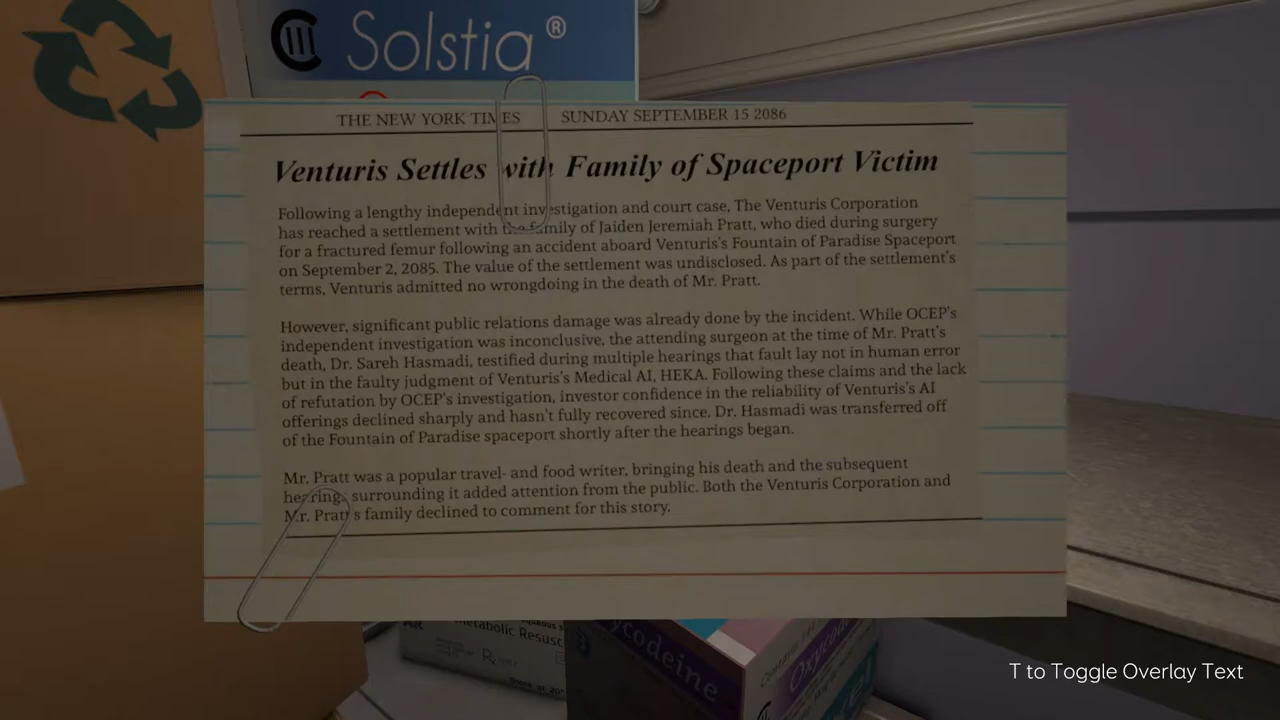 Solstia ®
THE NEW YORK TIMES SUNDAY SEPTEMBER 15 2086
Venturis Settles with Family of Spaceport Victim
Following a lengthy independent investigation and court case, The Venturis Corporation
has reached a settlement with the family of Jaiden Jeremiah Pratt, who died during surgery
for a fractured femur following an accident aboard Venturis's Fountain of Paradise Spaceport
on September 2, 2085. The value of the settlement was undisclosed. As part of the settlement's
terms, Venturis admitted no wrongdoing in the death of Mr. Pratt.
However, significant public relations damage was already done by the incident. While OCEP's
independent investigation was inconclusive, the attending surgeon at the time of Mr. Pratt's
death, Dr. Sareh Hasmadi, testified during multiple hearings that fault lay not in human error
but in the faulty judgment of Venturis's Medical AI, HEKA. Following these claims and the lack
of refutation by OCEP's investigation, investor confidence in the reliability of Venturis's AI
offerings declined sharply and hasn't fully recovered since. Dr. Hasmadi was transferred off
of the Fountain of Paradise spaceport shortly after the hearings began.
Mr. Pratt was a popular travel- and food writer, bringing his death and the subsequent
hearings surrounding it added attention from the public. Both the Venturis Corporation and
Mr. Pratt's family declined to comment for this story.
Metabolic Resusc
Rx
Store at 20°
ycodeine
Contains
Oxycod
T to Toggle Overlay Text